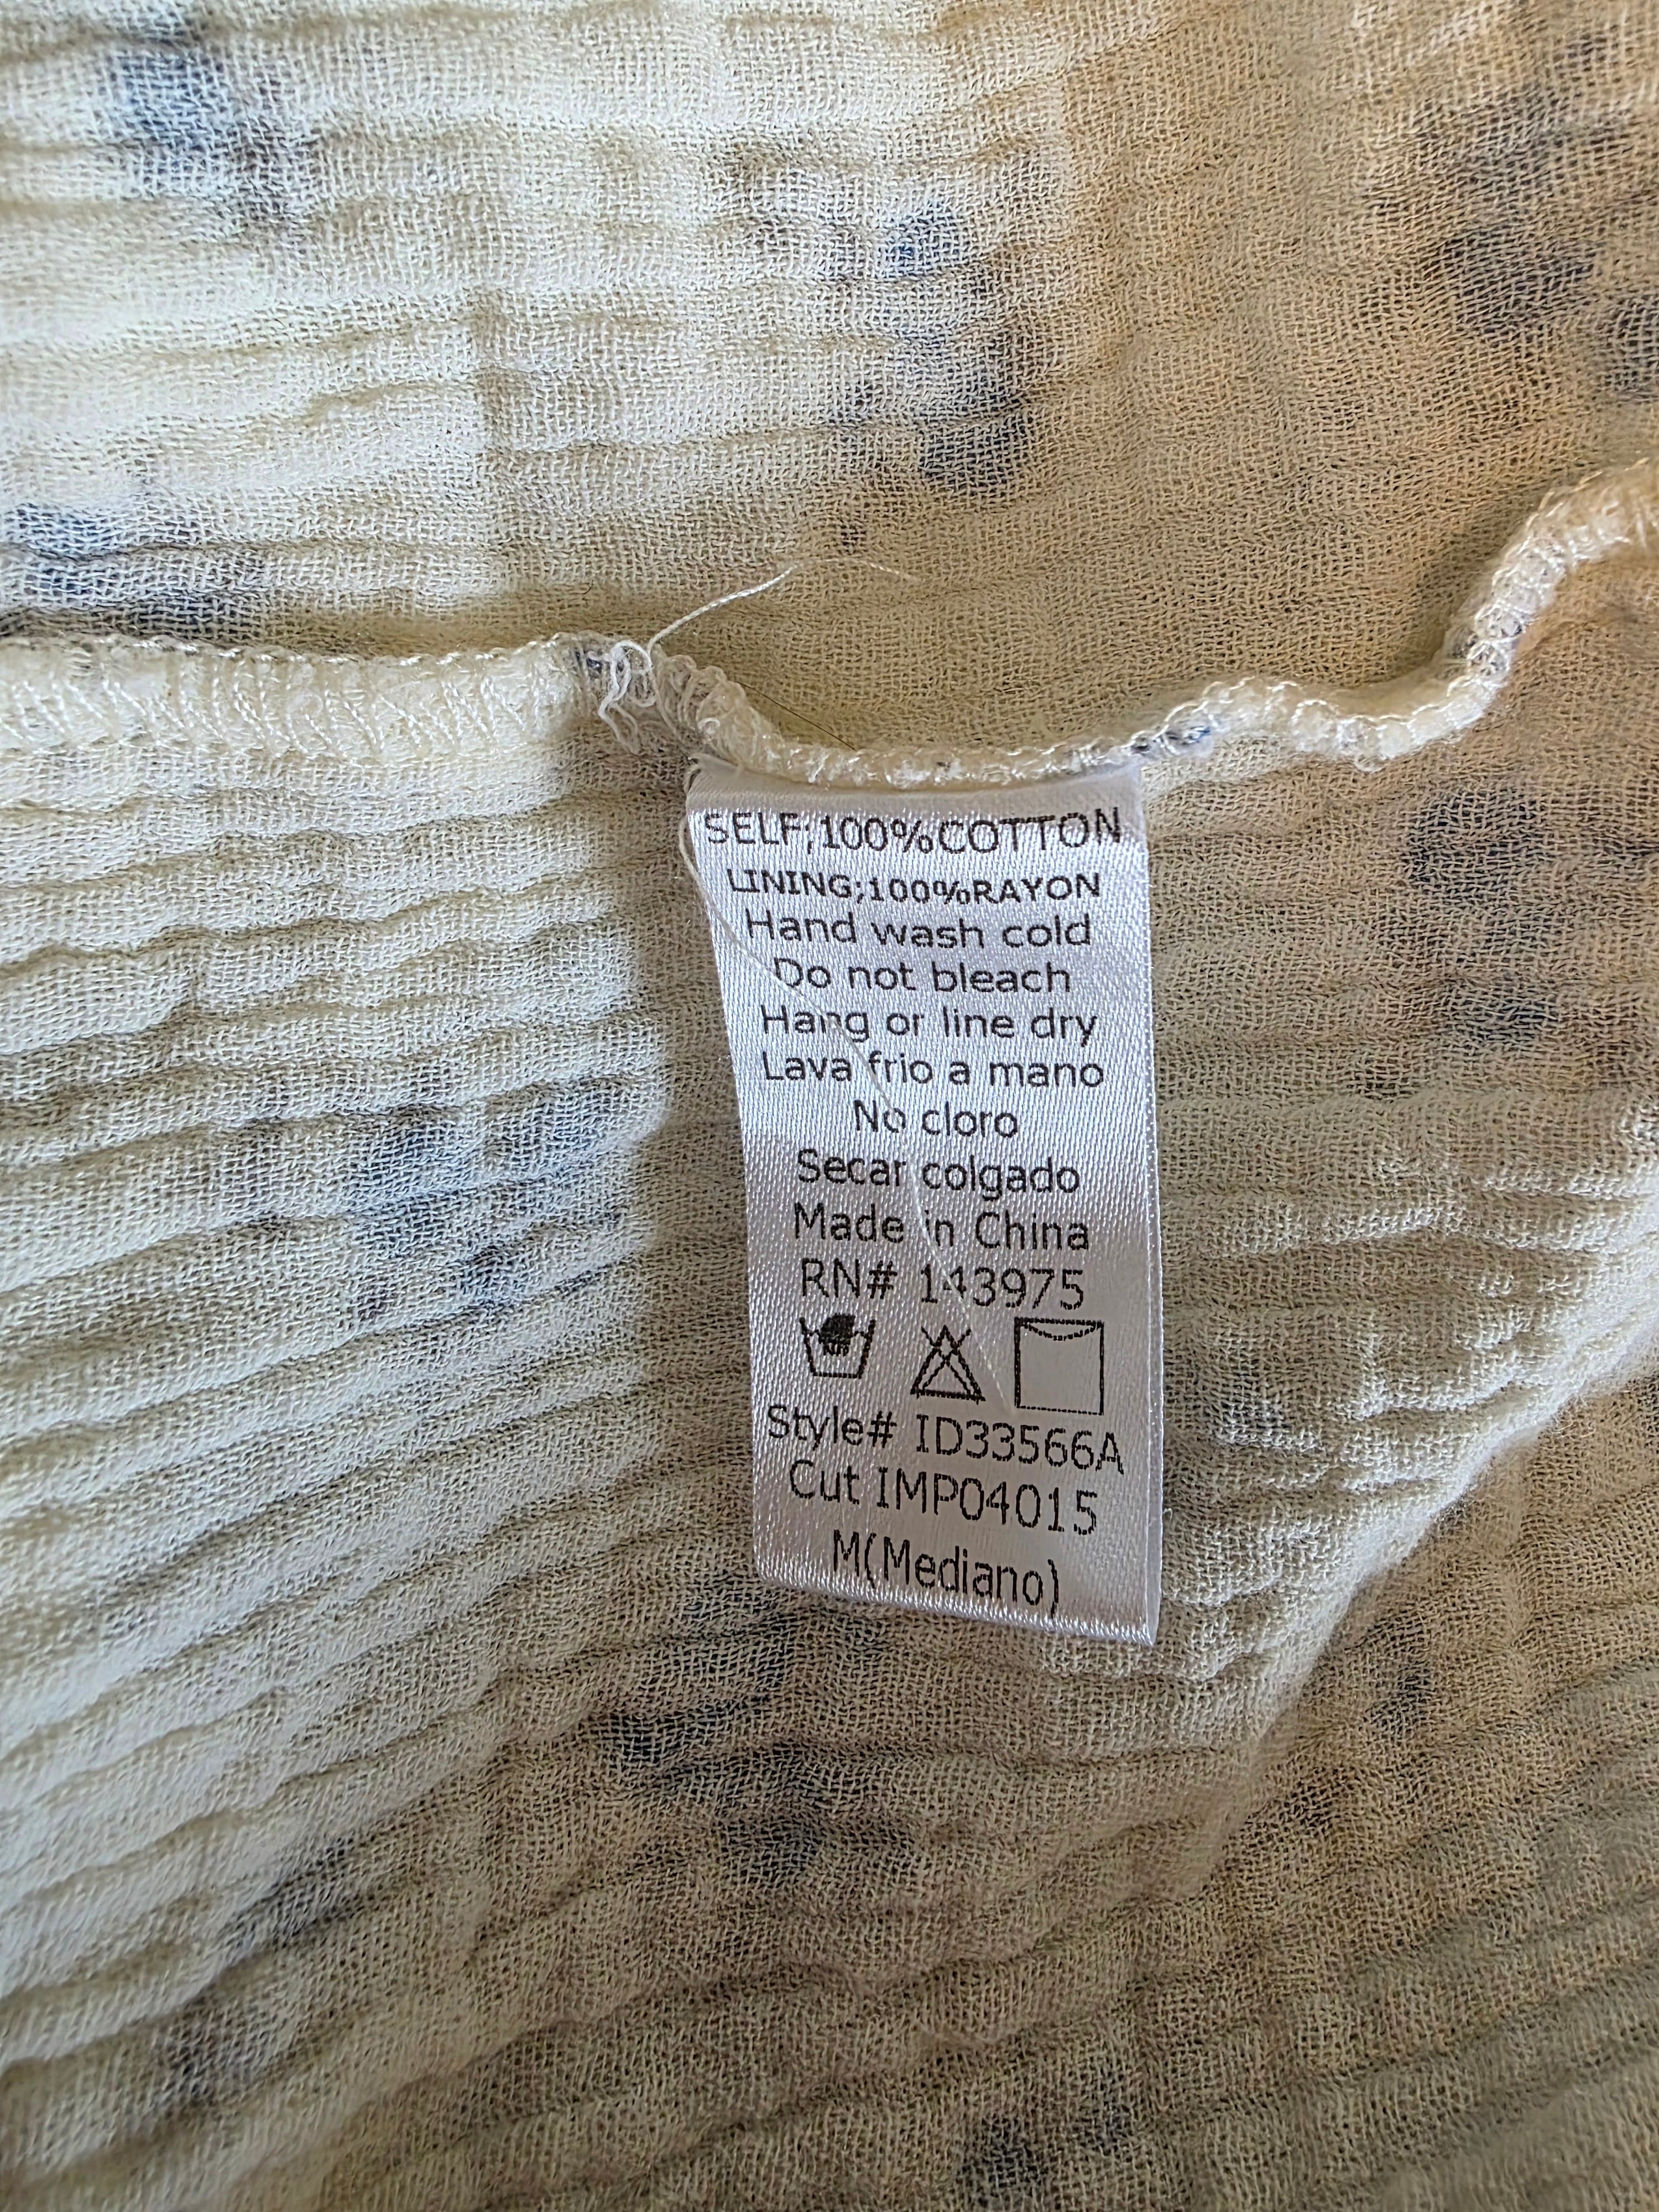 SELF;100%COTTON
LINING;100%RAYON
Hand wash cold
Do not bleach
Hang or line dry
Lava frio a mano
No cloro
Secar colgado
Made in China
RN# 143975
Style# ID33566A
Cut IMP04015
M(Mediano)